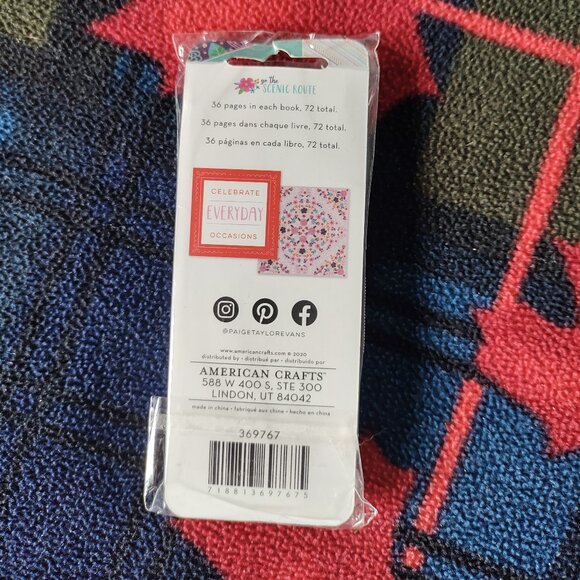 go The
SCENIC ROUTE
36 pages in each book, 72 total.
36 pages dans chaque livre, 72 total.
36 páginas en cada libro, 72 total.
CELEBRATE
EVERYDAY
OCCASIONS
@PAIGETAYLOREVANS
www.americancrafts.com © 2020
distributed by • distribué par • distribuido por
AMERICAN CRAFTS™
588 W 400 S, STE 300
LINDON, UT 84042
made in china • fabriqué aux chine • hecho en china
369767
718813697675